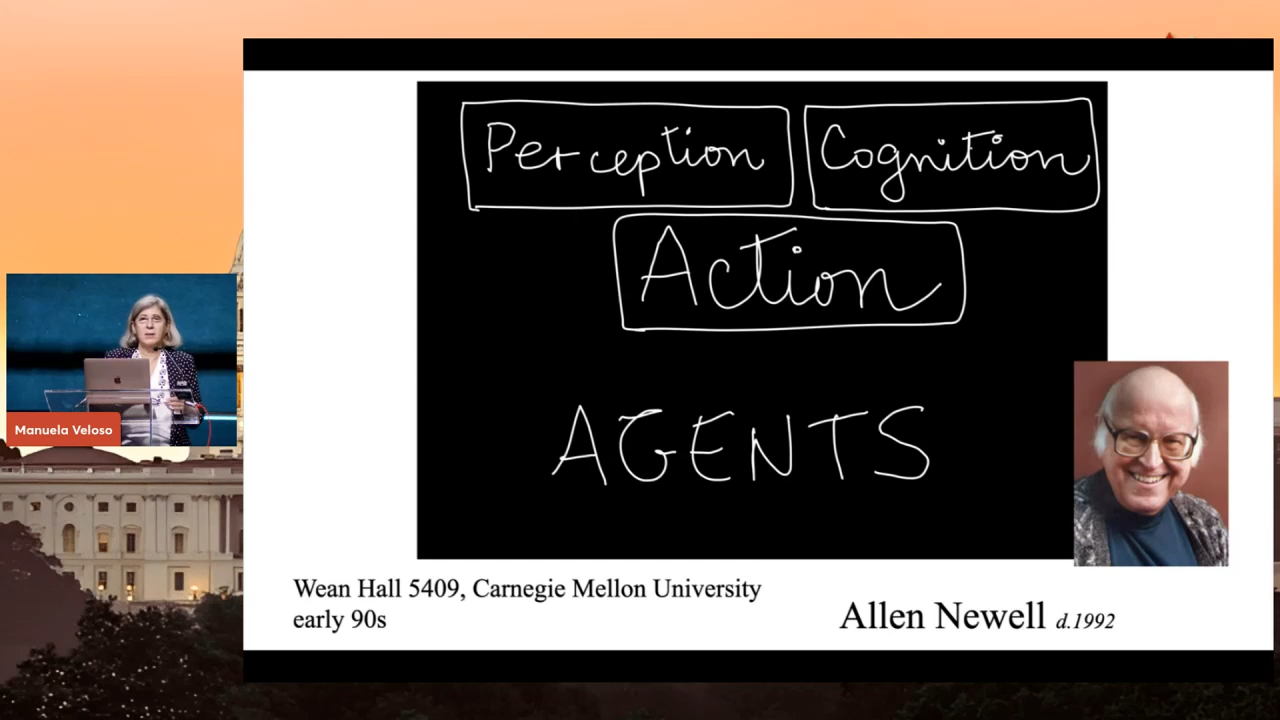 Perception Cognition
Action
AGENTS
Manuela Veloso
Wean Hall 5409, Carnegie Mellon University
early 90s
Allen Newell d.1992